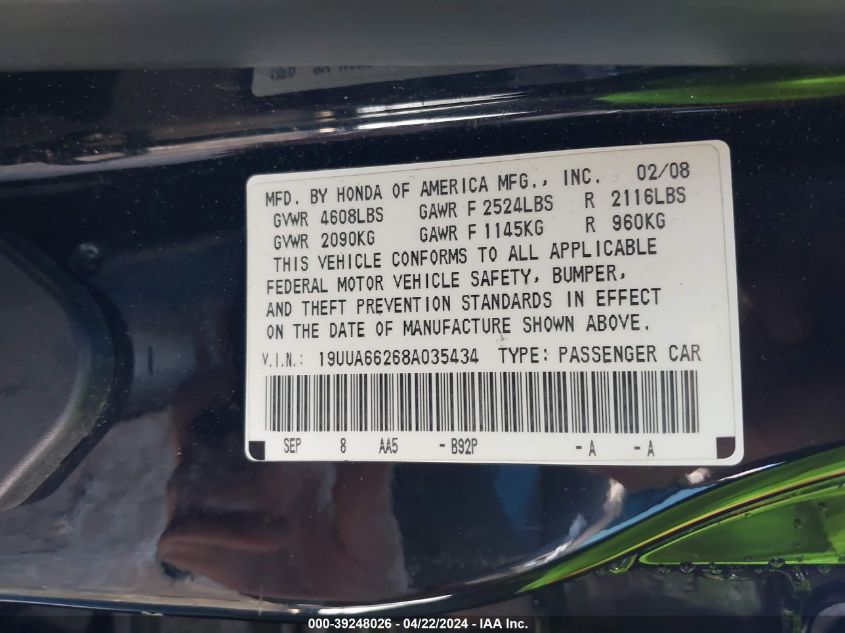 MFD. BY HONDA OF AMERICA MFG., INC. 02/08
GVWR 4608LBS GAWR F 2524LBS R 2116LBS
GVWR 2090KG GAWR F 1145KG R 960KG
THIS VEHICLE CONFORMS TO ALL APPLICABLE
FEDERAL MOTOR VEHICLE SAFETY, BUMPER,
AND THEFT PREVENTION STANDARDS IN EFFECT
ON THE DATE OF MANUFACTURE SHOWN ABOVE.
V.I.N.: 19UUA66268A035434 TYPE: PASSENGER CAR
SEP 8 AA5 -B92P -A -A
000-39248026 - 04/22/2024 - IAA Inc.